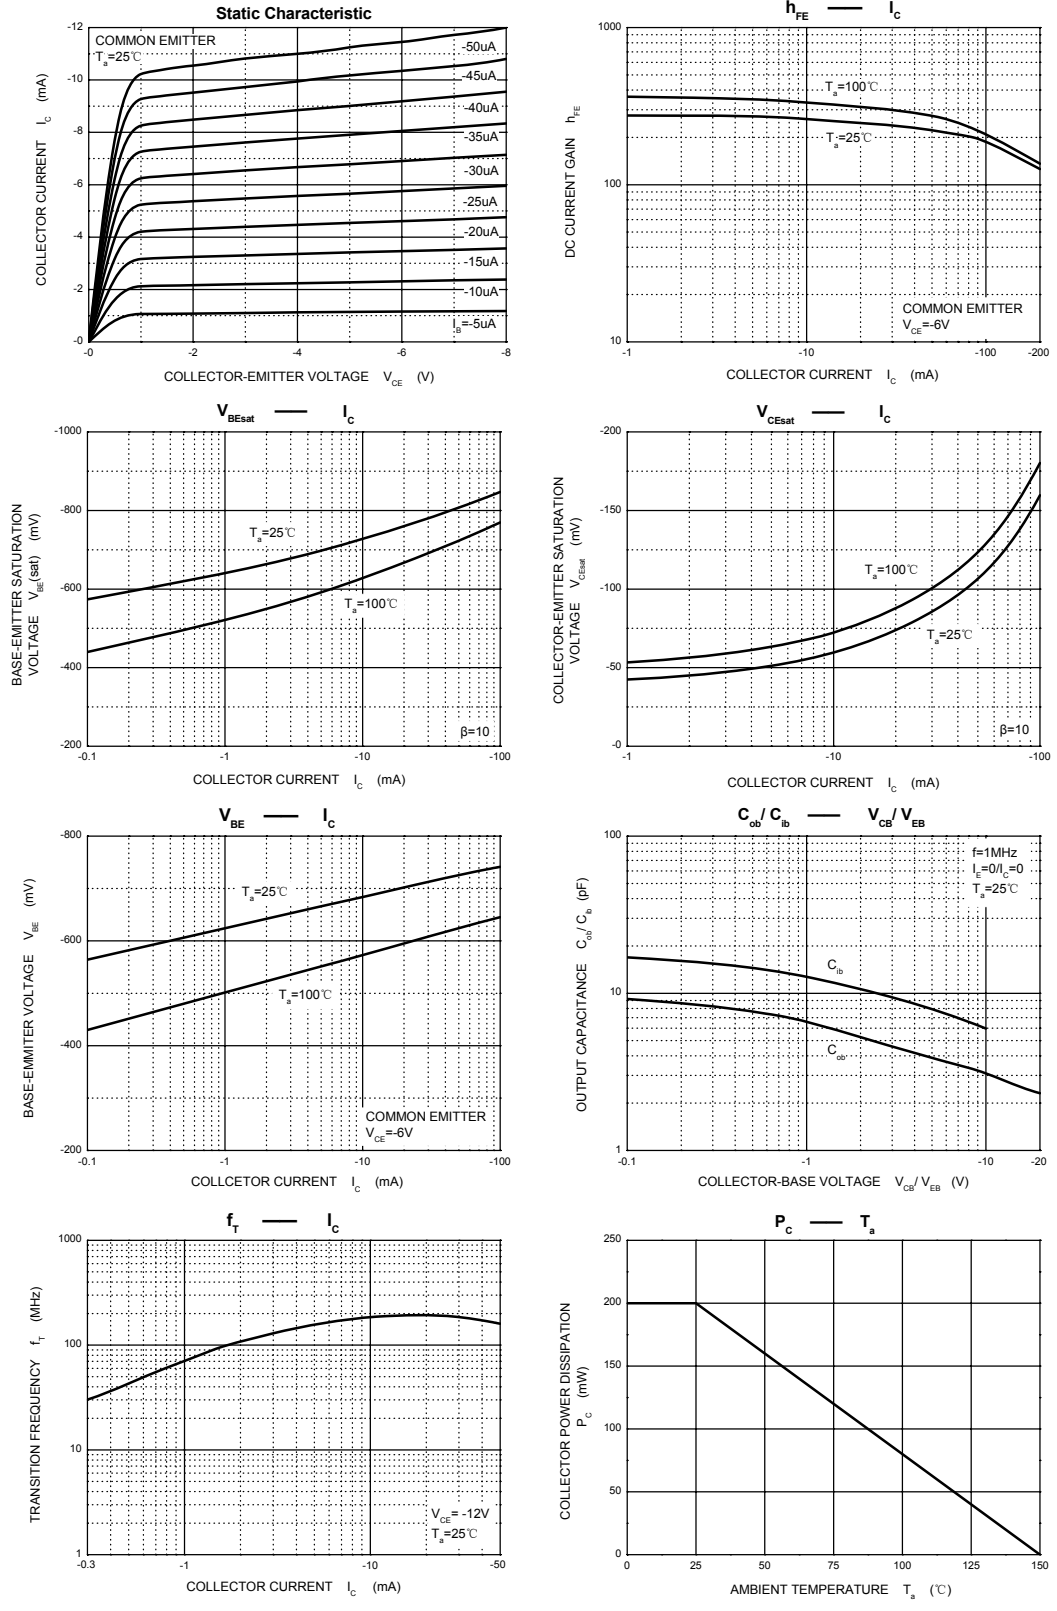 Static Characteristic
COMMON EMITTER
Ta=25℃
-50uA
-45uA
-40uA
-35uA
-30uA
-25uA
-20uA
-15uA
-10uA
IB=-5uA
-12
-10
-8
-6
-4
-2
-0
-0 -2 -4 -6 -8
COLLECTOR CURRENT IC (mA)
COLLECTOR-EMITTER VOLTAGE VCE (V)
hFE —— IC
1000
100
10
Ta=100℃
Ta=25℃
COMMON EMITTER
VCE=-6V
-1 -10 -100 -200
DC CURRENT GAIN hFE
COLLECTOR CURRENT IC (mA)
VBEsat —— IC
-1000
-800
-600
-400
-200
Ta=25℃
Ta=100℃
β=10
-0.1 -1 -10 -100
BASE-EMITTER SATURATION
VOLTAGE VBE(sat) (mV)
COLLECTOR CURRENT IC (mA)
VCEsat —— IC
-200
-150
-100
-50
-0
Ta=100℃
Ta=25℃
β=10
-1 -10 -100
COLLECTOR-EMITTER SATURATION
VOLTAGE VCEsat (mV)
COLLECTOR CURRENT IC (mA)
VBE —— IC
-800
-600
-400
-200
Ta=25℃
Ta=100℃
COMMON EMITTER
VCE=-6V
-0.1 -1 -10 -100
BASE-EMMITER VOLTAGE VBE (mV)
COLLCETOR CURRENT IC (mA)
Cob/ Cib —— VCB/ VEB
100
10
1
f=1MHz
IE=0/IC=0
Ta=25℃
Cib
Cob
-0.1 -1 -10 -20
OUTPUT CAPACITANCE Cob/ Cib (pF)
COLLECTOR-BASE VOLTAGE VCB/ VEB (V)
fT —— IC
1000
100
10
1
VCE= -12V
Ta=25℃
-0.3 -1 -10 -50
TRANSITION FREQUENCY fT (MHz)
COLLECTOR CURRENT IC (mA)
PC —— Ta
250
200
150
100
50
0
0 25 50 75 100 125 150
COLLECTOR POWER DISSIPATION
PC (mW)
AMBIENT TEMPERATURE Ta (℃)